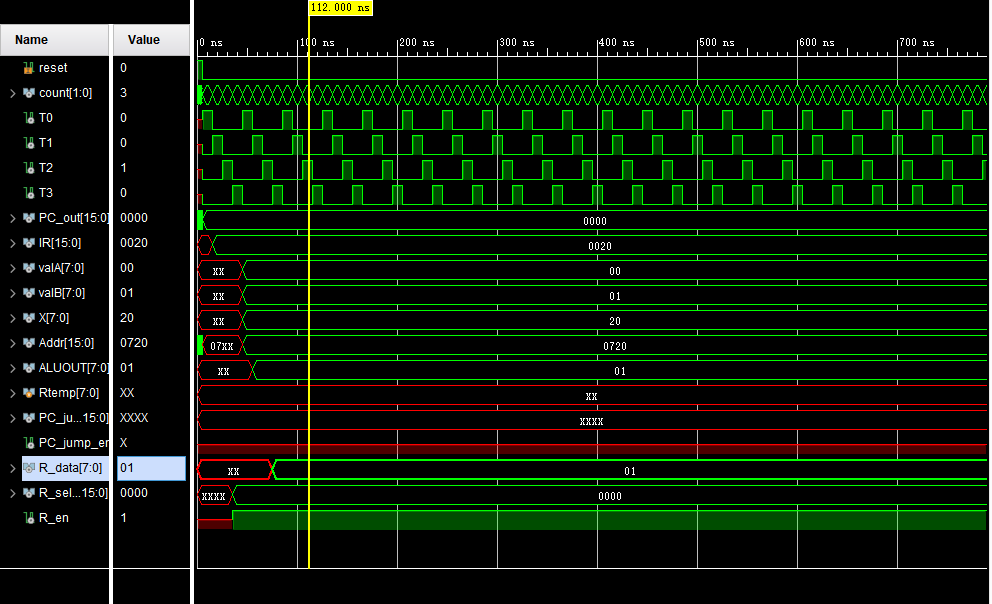 112.000 ns
Name Value
0 ns 100 ns 200 ns 300 ns 400 ns 500 ns 600 ns 700 ns
reset 0
count[1:0] 3
T0 0
T1 0
T2 1
T3 0
PC_out[15:0] 0000 0000
IR[15:0] 0020 0020
valA[7:0] 00 XX 00
valB[7:0] 01 XX 01
X[7:0] 20 XX 20
Addr[15:0] 0720 07XX 0720
ALUOUT[7:0] 01 XX 01
Rtemp[7:0] XX XX
PC_ju...15:0] XXXX XXXX
PC_jump_en X
R_data[7:0] 01 XX 01
R_sel...15:0] 0000 XXXX 0000
R_en 1